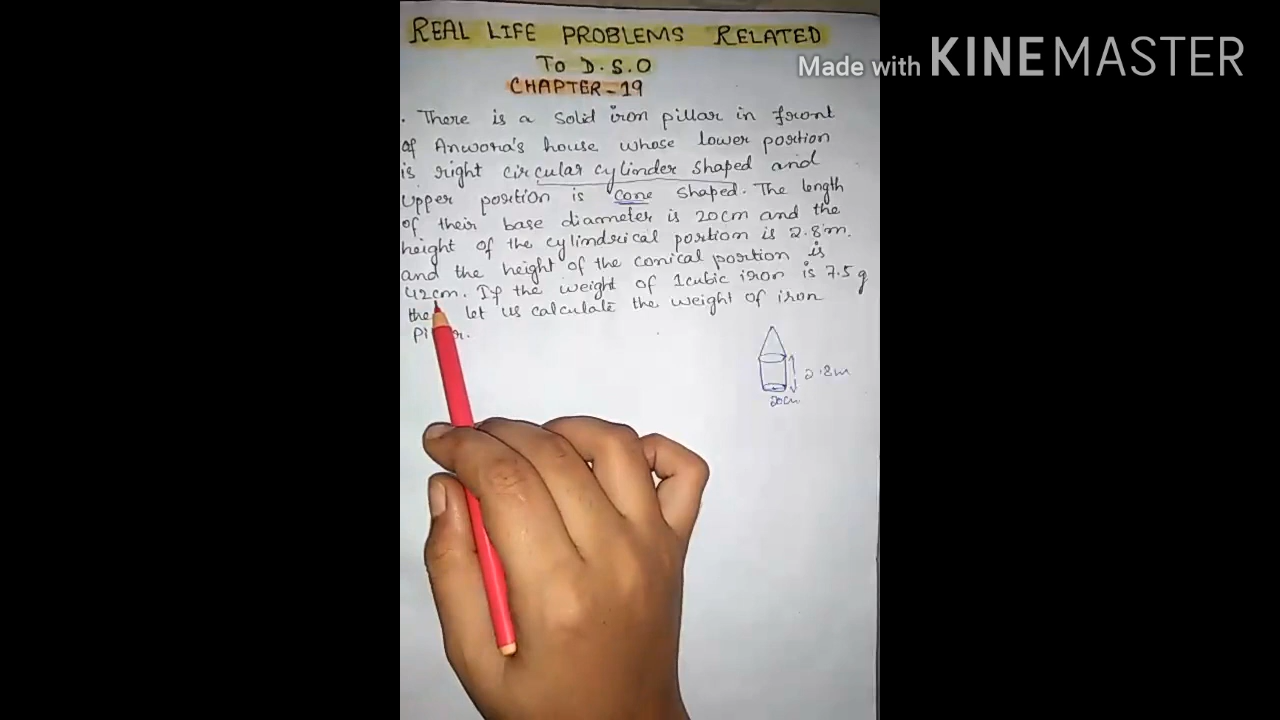 REAL LIFE PROBLEMS RELATED
TO D.S.O
CHAPTER-19
Made with KINEMASTER
. There is a solid iron pillar in front
of Anwora's house whose lower portion
is right circular cylinder shaped and
upper portion is cone shaped. The length
of their base diameter is 20cm and the
height of the cylindrical portion is 2.8m.
and the height of the conical portion is
42cm. If the weight of 1cubic iron is 7.5 g
then let us calculate the weight of iron
2.8m
20cm